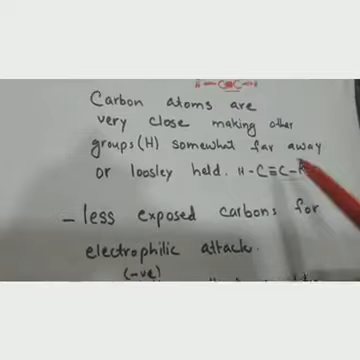 H-C≡C-H
Carbon atoms are
very close making other
groups (H) somewhat far away
or loosley held. H-C≡C-
- less exposed carbons for
electrophilic attack.
(-ve)